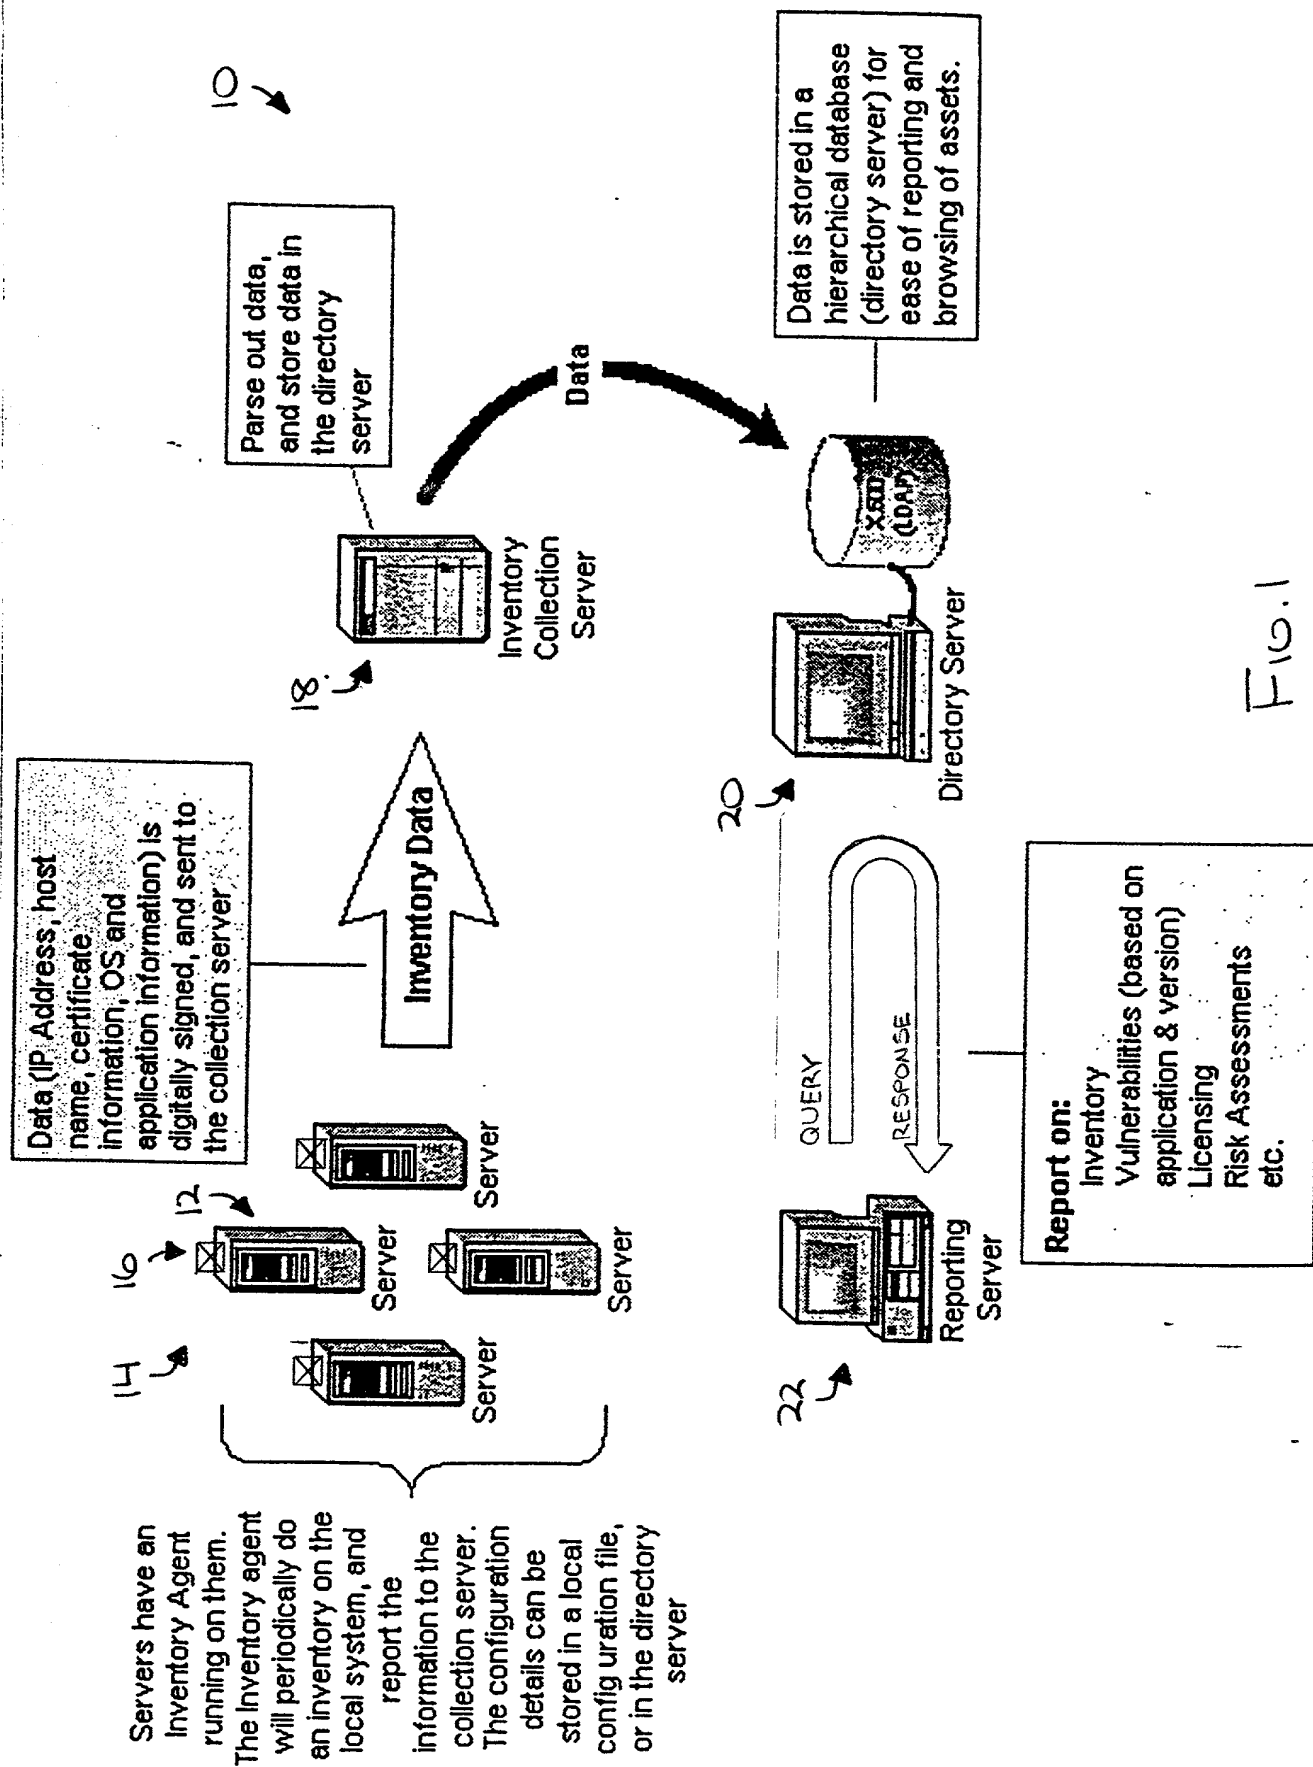 10
Data (IP Address, host
name, certificate
information, OS and
application information) is
digitally signed, and sent to
the collection server
Parse out data,
and store data in
the directory
server
Servers have an
Inventory Agent
running on them.
The Inventory agent
will periodically do
an inventory on the
local system, and
report the
information to the
collection server.
The configuration
details can be
stored in a local
config uration file,
or in the directory
server
14
16
12
Server
Server
Server
Server
Inventory Data
18
Inventory
Collection
Server
Data
22
Reporting
Server
QUERY
RESPONSE
20
Directory Server
X.500
(LDAP)
Data is stored in a
hierarchical database
(directory server) for
ease of reporting and
browsing of assets.
Report on:
Inventory
Vulnerabilities (based on
application & version)
Licensing
Risk Assessments
etc.
FIG.1